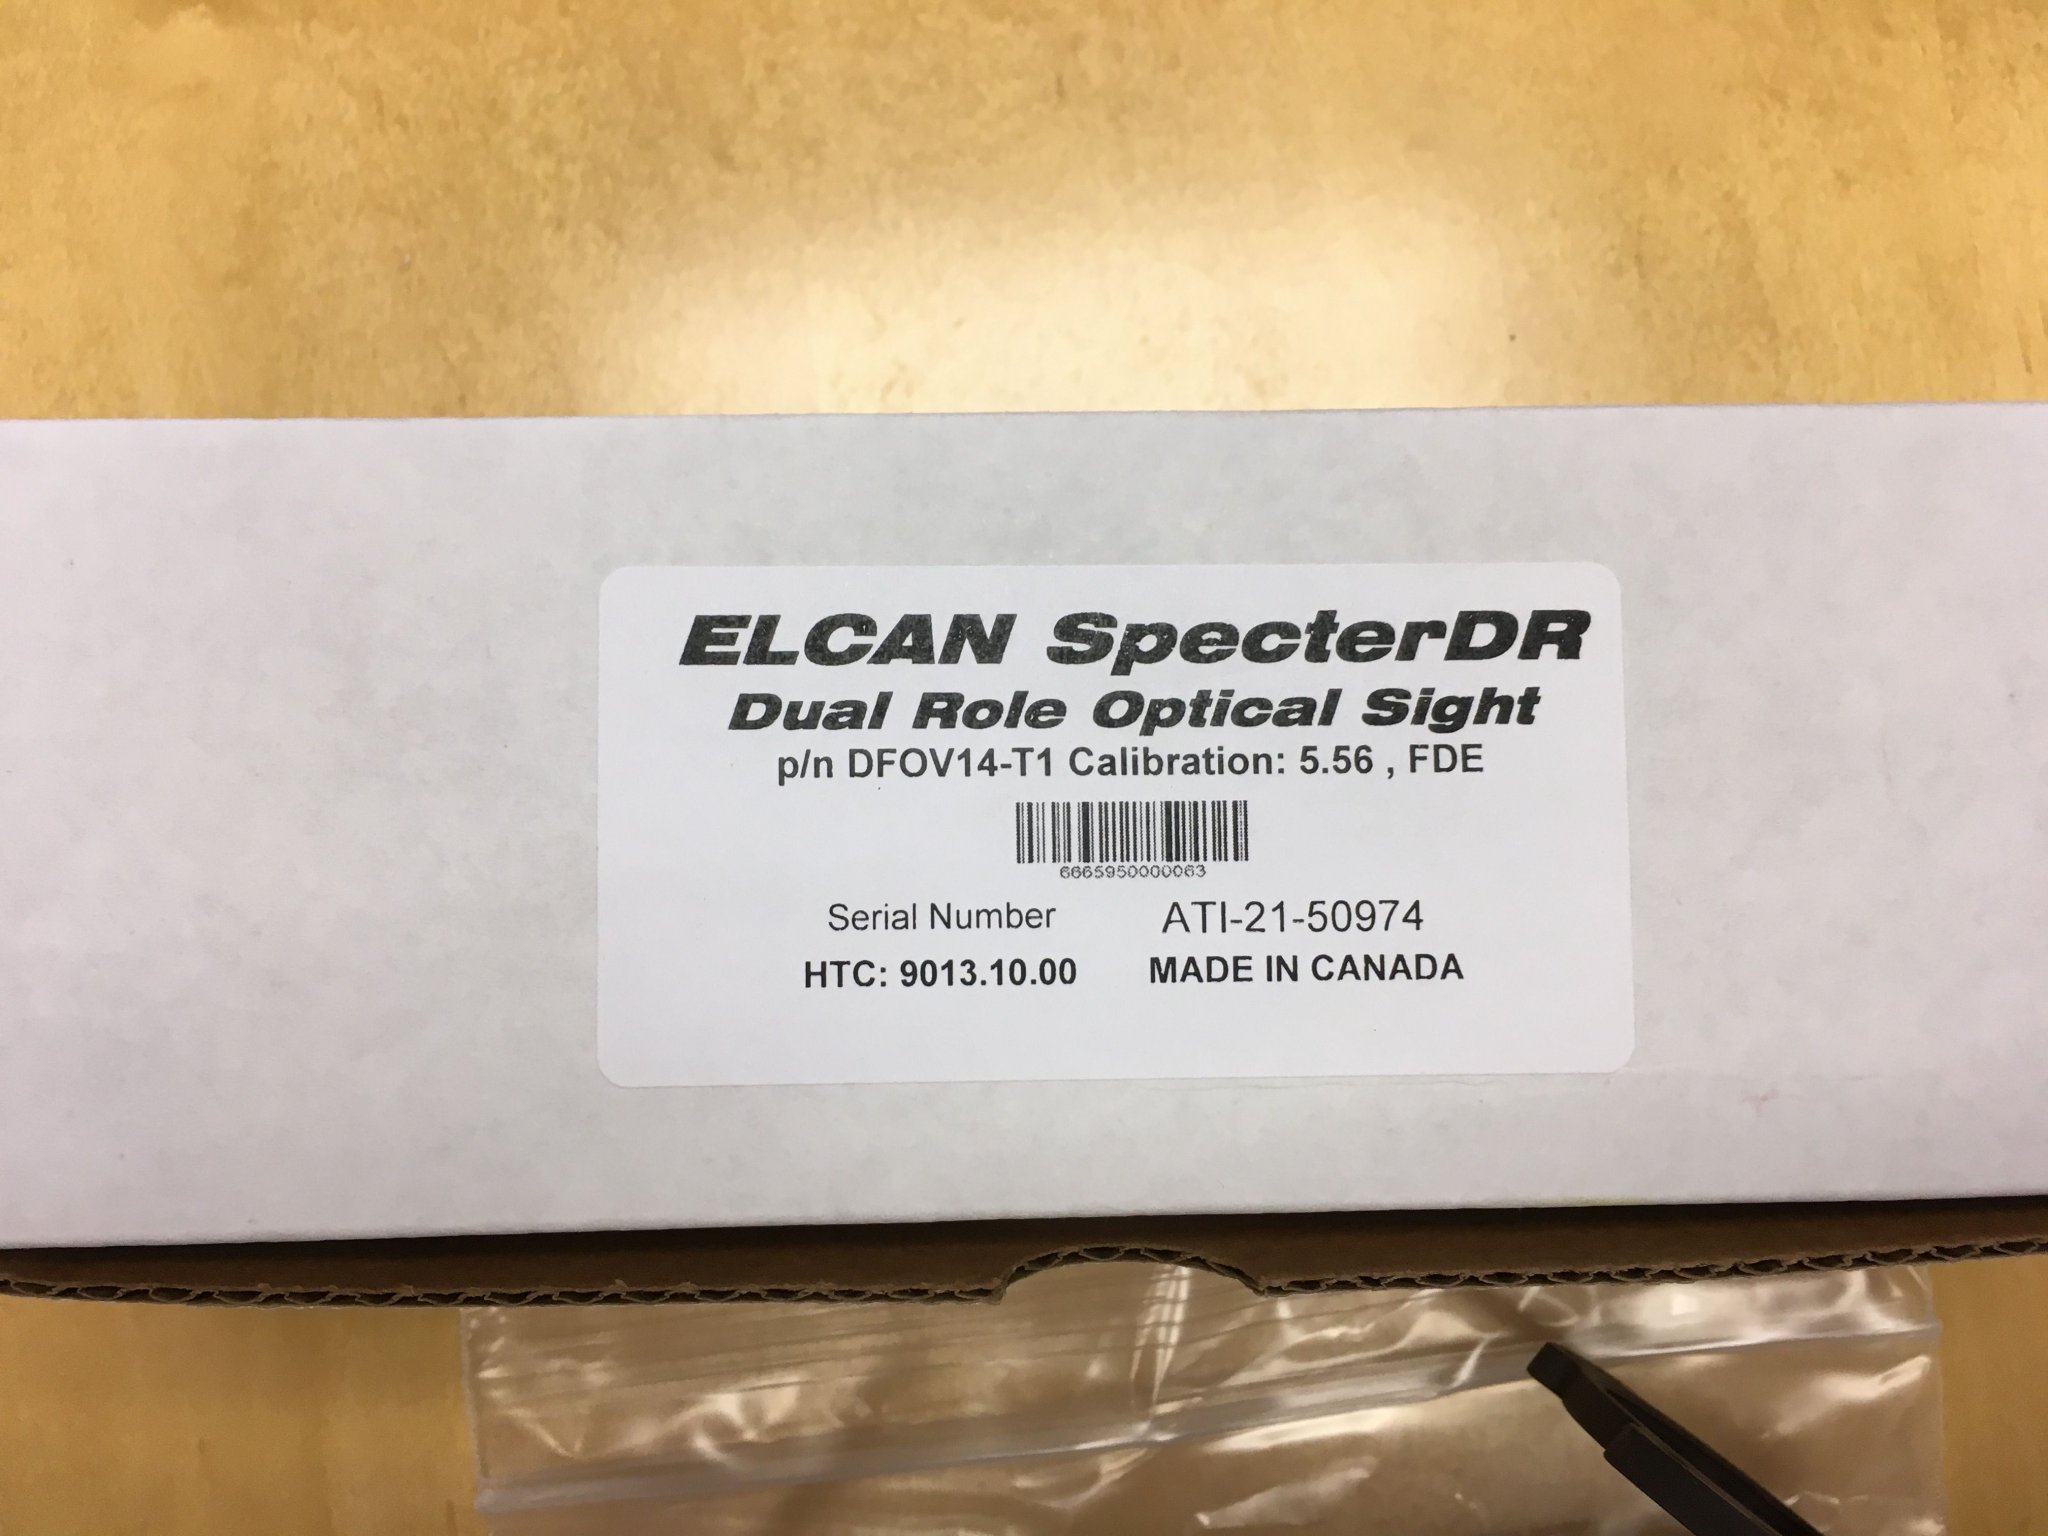 ELCAN SpecterDR
Dual Role Optical Sight
p/n DFOV14-T1 Calibration: 5.56 , FDE
6665950000063
Serial Number ATI-21-50974
HTC: 9013.10.00 MADE IN CANADA